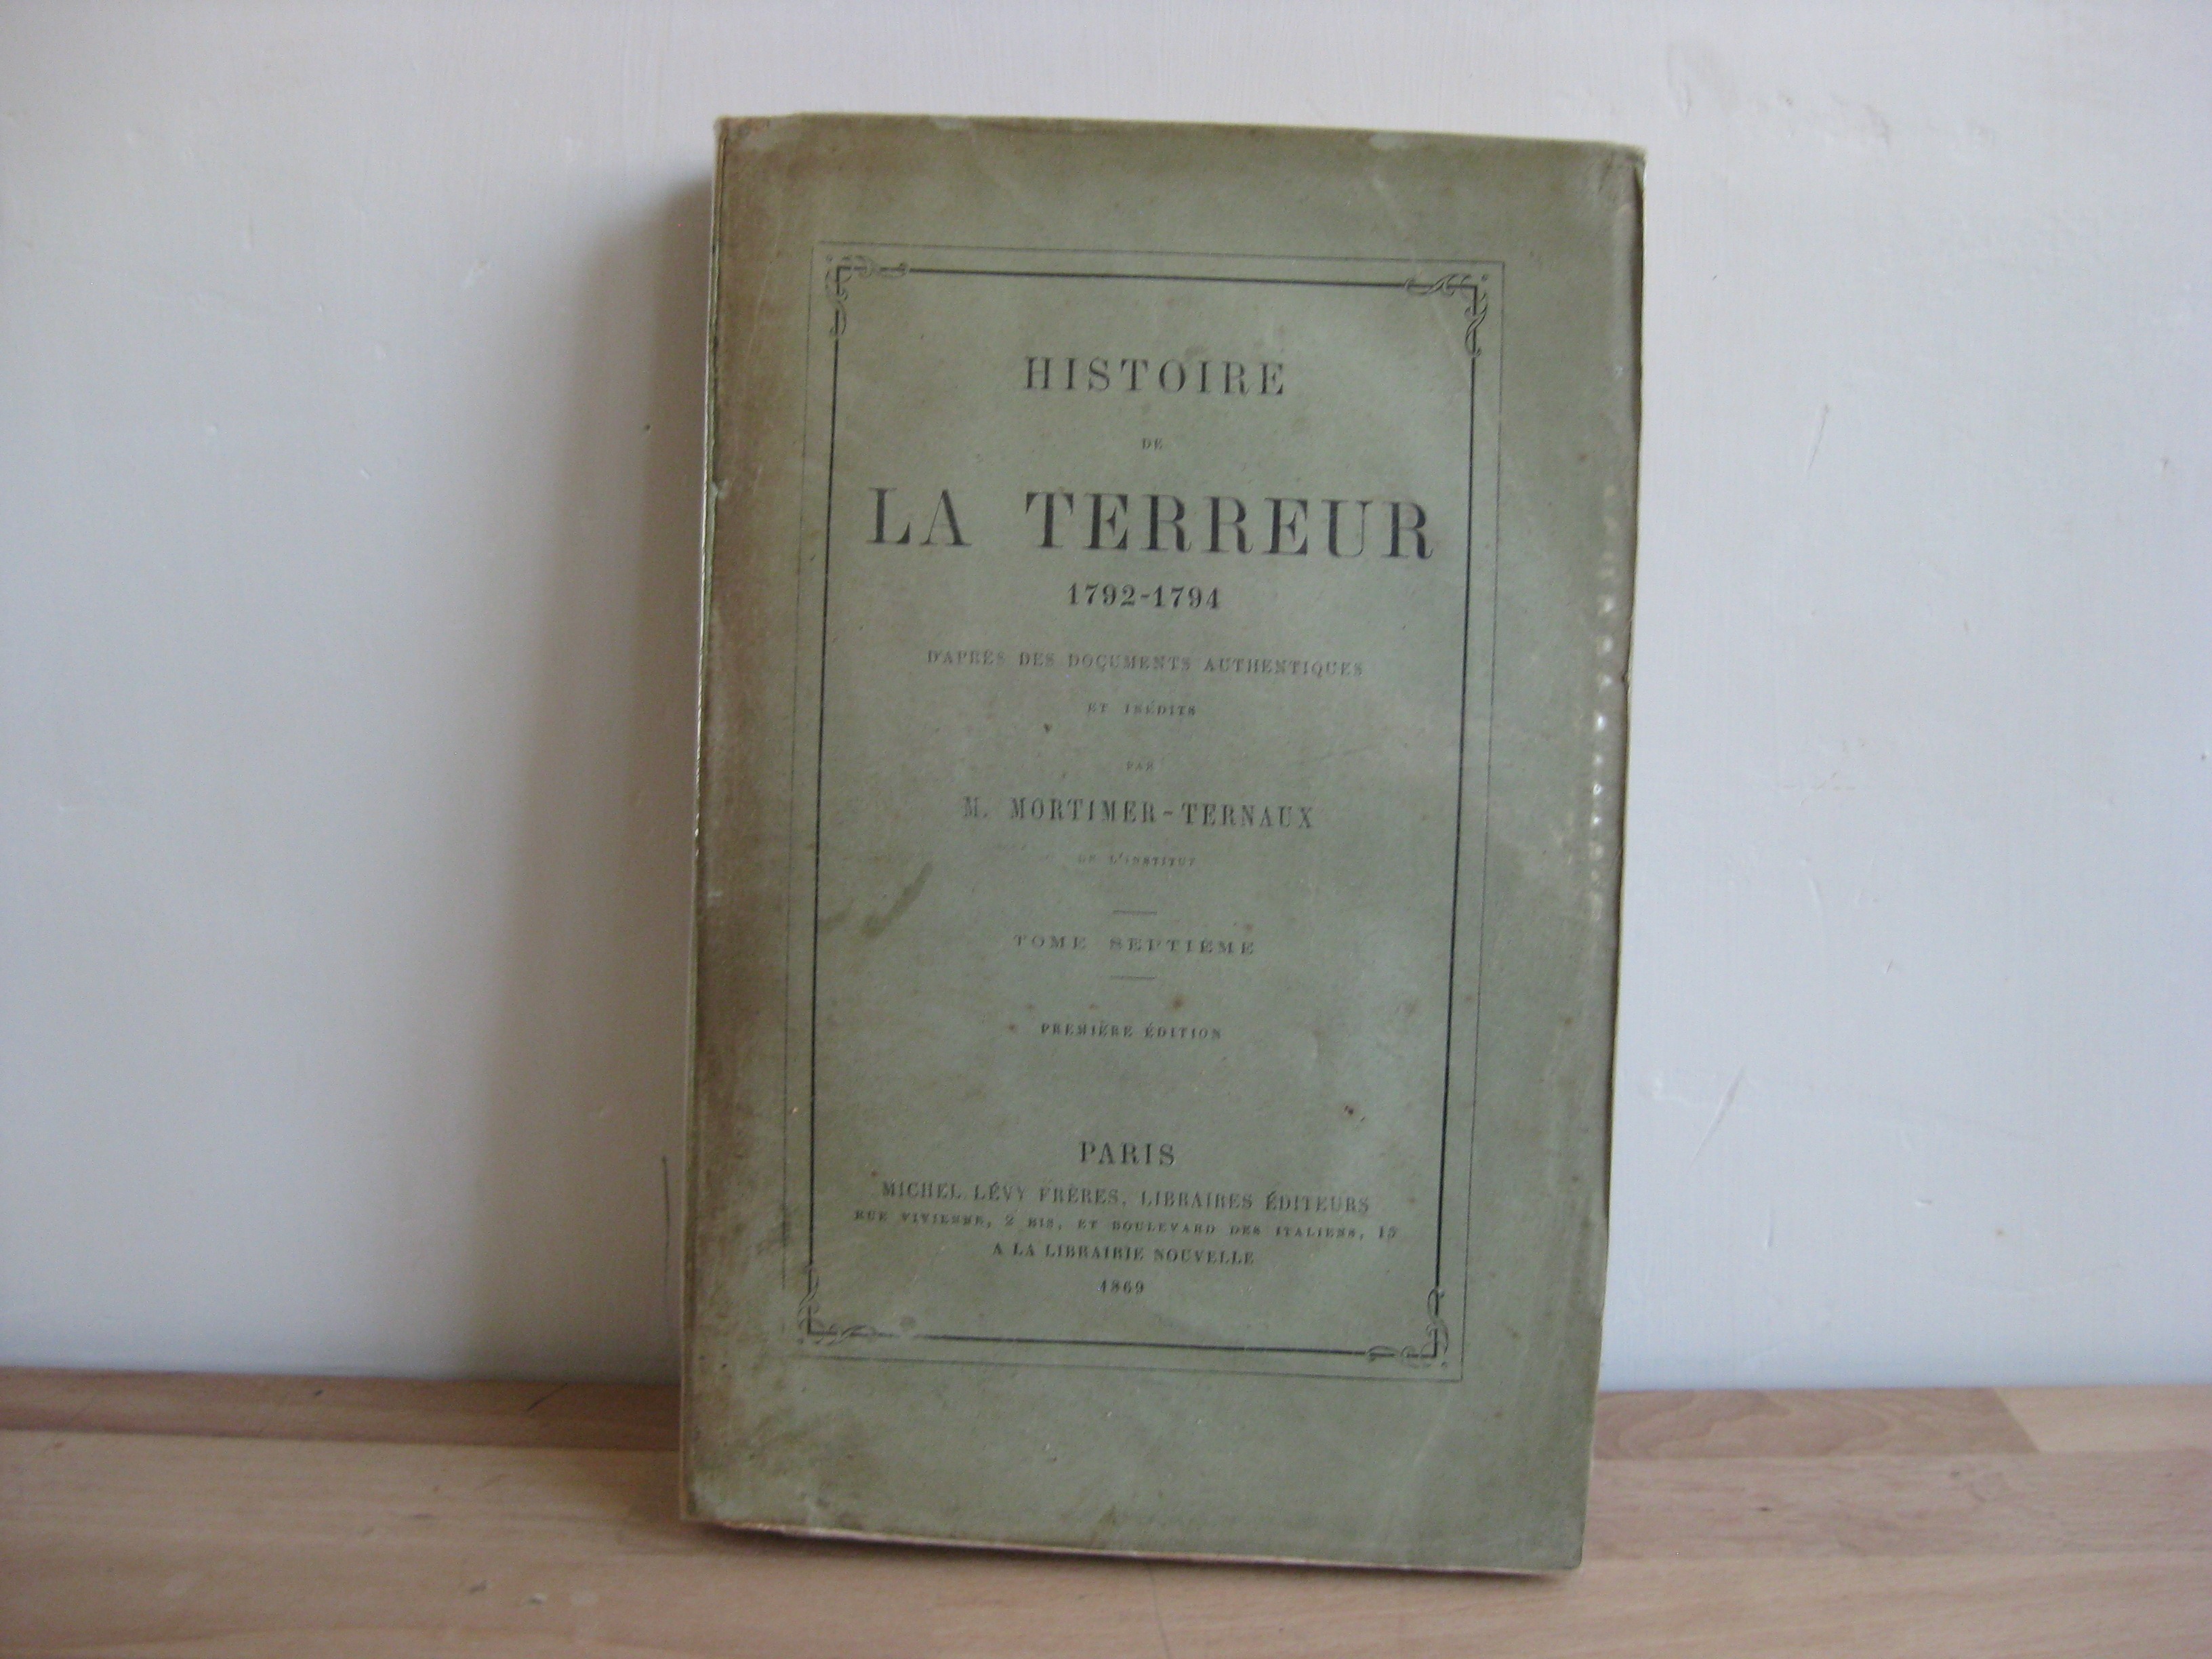 HISTOIRE
DE
LA TERREUR
1792-1794
D'APRÈS DES DOCUMENTS AUTHENTIQUES
ET INÉDITS
PAR
M. MORTIMER-TERNAUX
DE L'INSTITUT
TOME SEPTIÈME
PREMIÈRE ÉDITION
PARIS
MICHEL LÉVY FRÈRES, LIBRAIRES ÉDITEURS
RUE VIVIENNE, 2 BIS, ET BOULEVARD DES ITALIENS, 15
A LA LIBRAIRIE NOUVELLE
1869